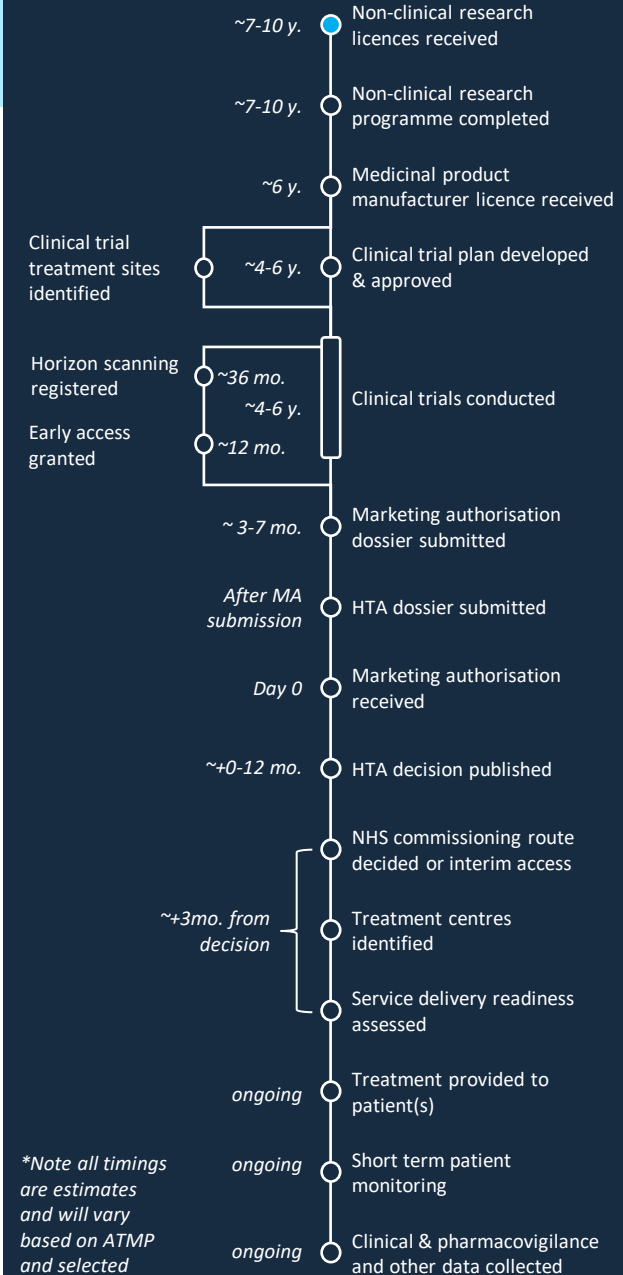 ~7-10 y.
Non-clinical research
licences received
~7-10 y.
Non-clinical research
programme completed
~6 y.
Medicinal product
manufacturer licence received
Clinical trial
treatment sites
identified
~4-6 y.
Clinical trial plan developed
& approved
Horizon scanning
registered
~36 mo.
~4-6 y.
Clinical trials conducted
Early access
granted
~12 mo.
~ 3-7 mo.
Marketing authorisation
dossier submitted
After MA
submission
HTA dossier submitted
Day 0
Marketing authorisation
received
~+0-12 mo.
HTA decision published
NHS commissioning route
decided or interim access
~+3mo. from
decision
Treatment centres
identified
Service delivery readiness
assessed
ongoing
Treatment provided to
patient(s)
ongoing
Short term patient
monitoring
ongoing
Clinical & pharmacovigilance
and other data collected
*Note all timings
are estimates
and will vary
based on ATMP
and selected